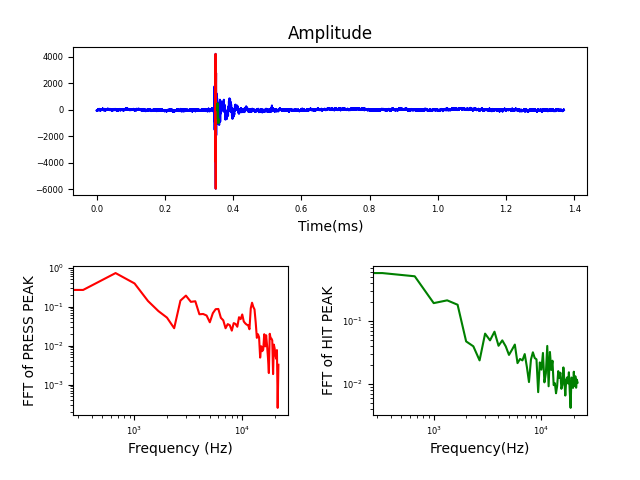 Amplitude
4000
2000
0
−2000
−4000
−6000
0.0 0.2 0.4 0.6 0.8 1.0 1.2 1.4
Time(ms)
FFT of PRESS PEAK
10⁰
10⁻¹
10⁻²
10⁻³
10³ 10⁴
Frequency (Hz)
FFT of HIT PEAK
10⁻¹
10⁻²
10³ 10⁴
Frequency(Hz)